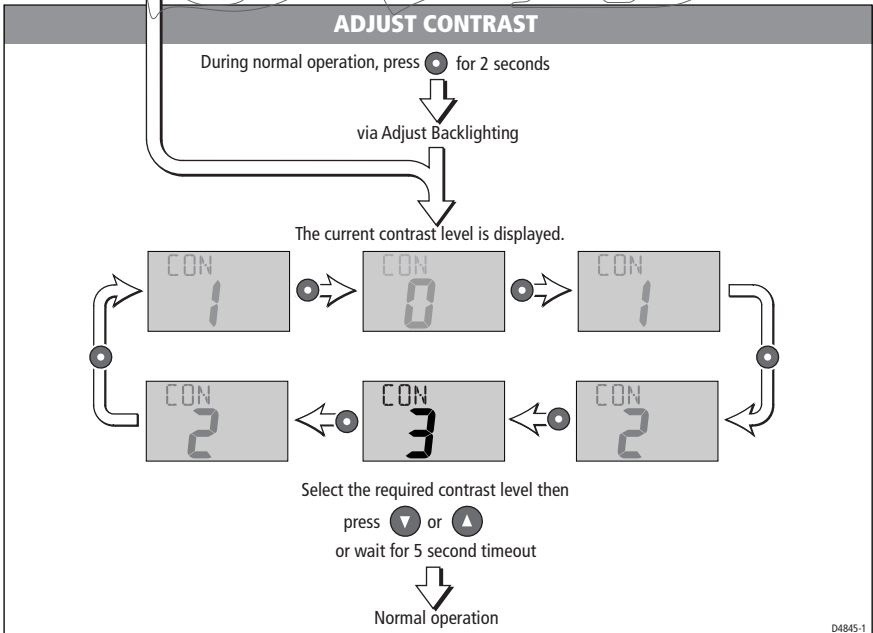 ADJUST CONTRAST
During normal operation, press for 2 seconds
via Adjust Backlighting
The current contrast level is displayed.
CON
1
CON
0
CON
1
CON
2
CON
3
CON
2
Select the required contrast level then
press or
or wait for 5 second timeout
Normal operation
D4845-1